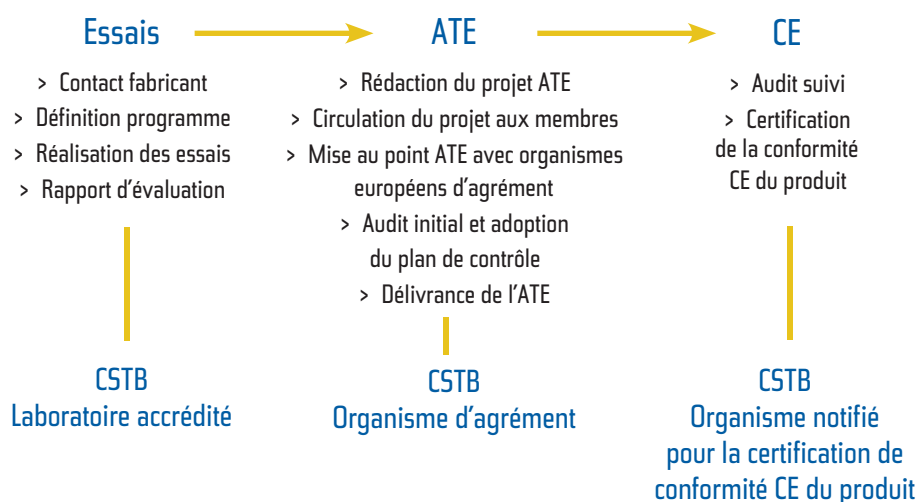 Essais
> Contact fabricant
> Définition programme
> Réalisation des essais
> Rapport d'évaluation
CSTB
Laboratoire accrédité
ATE
> Rédaction du projet ATE
> Circulation du projet aux membres
> Mise au point ATE avec organismes
européens d'agrément
> Audit initial et adoption
du plan de contrôle
> Délivrance de l'ATE
CSTB
Organisme d'agrément
CE
> Audit suivi
> Certification
de la conformité
CE du produit
CSTB
Organisme notifié
pour la certification de
conformité CE du produit